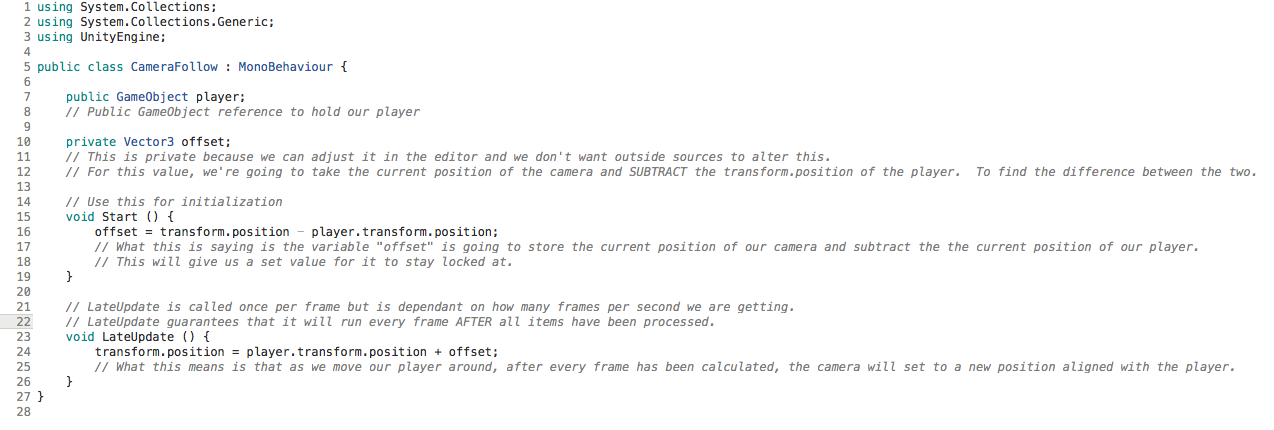 1 using System.Collections;
2 using System.Collections.Generic;
3 using UnityEngine;
4
5 public class CameraFollow : MonoBehaviour {
6
7     public GameObject player;
8     // Public GameObject reference to hold our player
9
10     private Vector3 offset;
11     // This is private because we can adjust it in the editor and we don't want outside sources to alter this.
12     // For this value, we're going to take the current position of the camera and SUBTRACT the transform.position of the player.  To find the difference between the two.
13
14     // Use this for initialization
15     void Start () {
16         offset = transform.position - player.transform.position;
17         // What this is saying is the variable "offset" is going to store the current position of our camera and subtract the the current position of our player.
18         // This will give us a set value for it to stay locked at.
19     }
20
21     // LateUpdate is called once per frame but is dependant on how many frames per second we are getting.
22     // LateUpdate guarantees that it will run every frame AFTER all items have been processed.
23     void LateUpdate () {
24         transform.position = player.transform.position + offset;
25         // What this means is that as we move our player around, after every frame has been calculated, the camera will set to a new position aligned with the player.
26     }
27 }
28